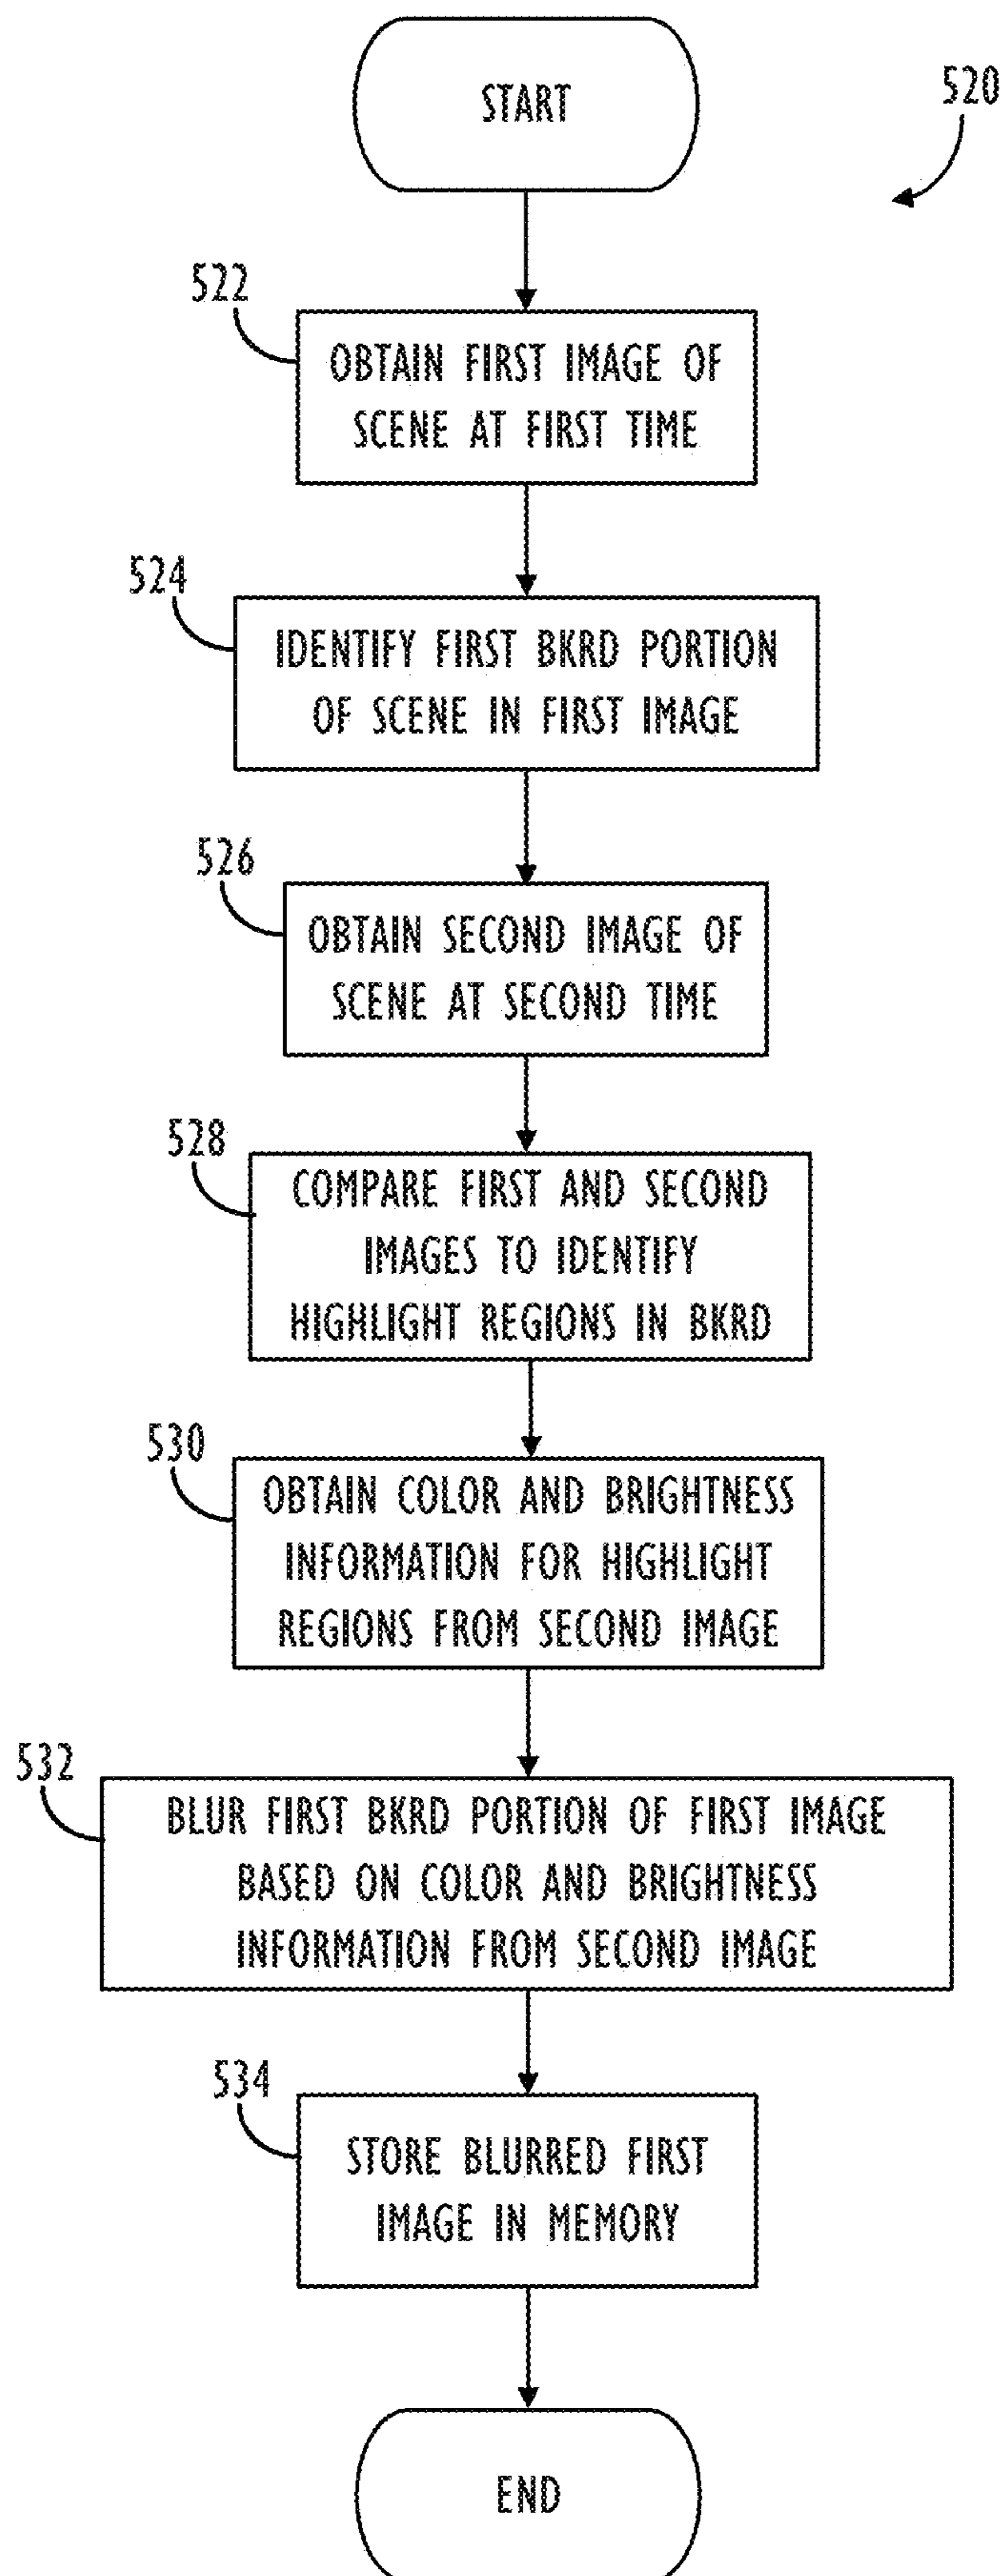 START
520
522
OBTAIN FIRST IMAGE OF
SCENE AT FIRST TIME
524
IDENTIFY FIRST BKRD PORTION
OF SCENE IN FIRST IMAGE
526
OBTAIN SECOND IMAGE OF
SCENE AT SECOND TIME
528
COMPARE FIRST AND SECOND
IMAGES TO IDENTIFY
HIGHLIGHT REGIONS IN BKRD
530
OBTAIN COLOR AND BRIGHTNESS
INFORMATION FOR HIGHLIGHT
REGIONS FROM SECOND IMAGE
532
BLUR FIRST BKRD PORTION OF FIRST IMAGE
BASED ON COLOR AND BRIGHTNESS
INFORMATION FROM SECOND IMAGE
534
STORE BLURRED FIRST
IMAGE IN MEMORY
END